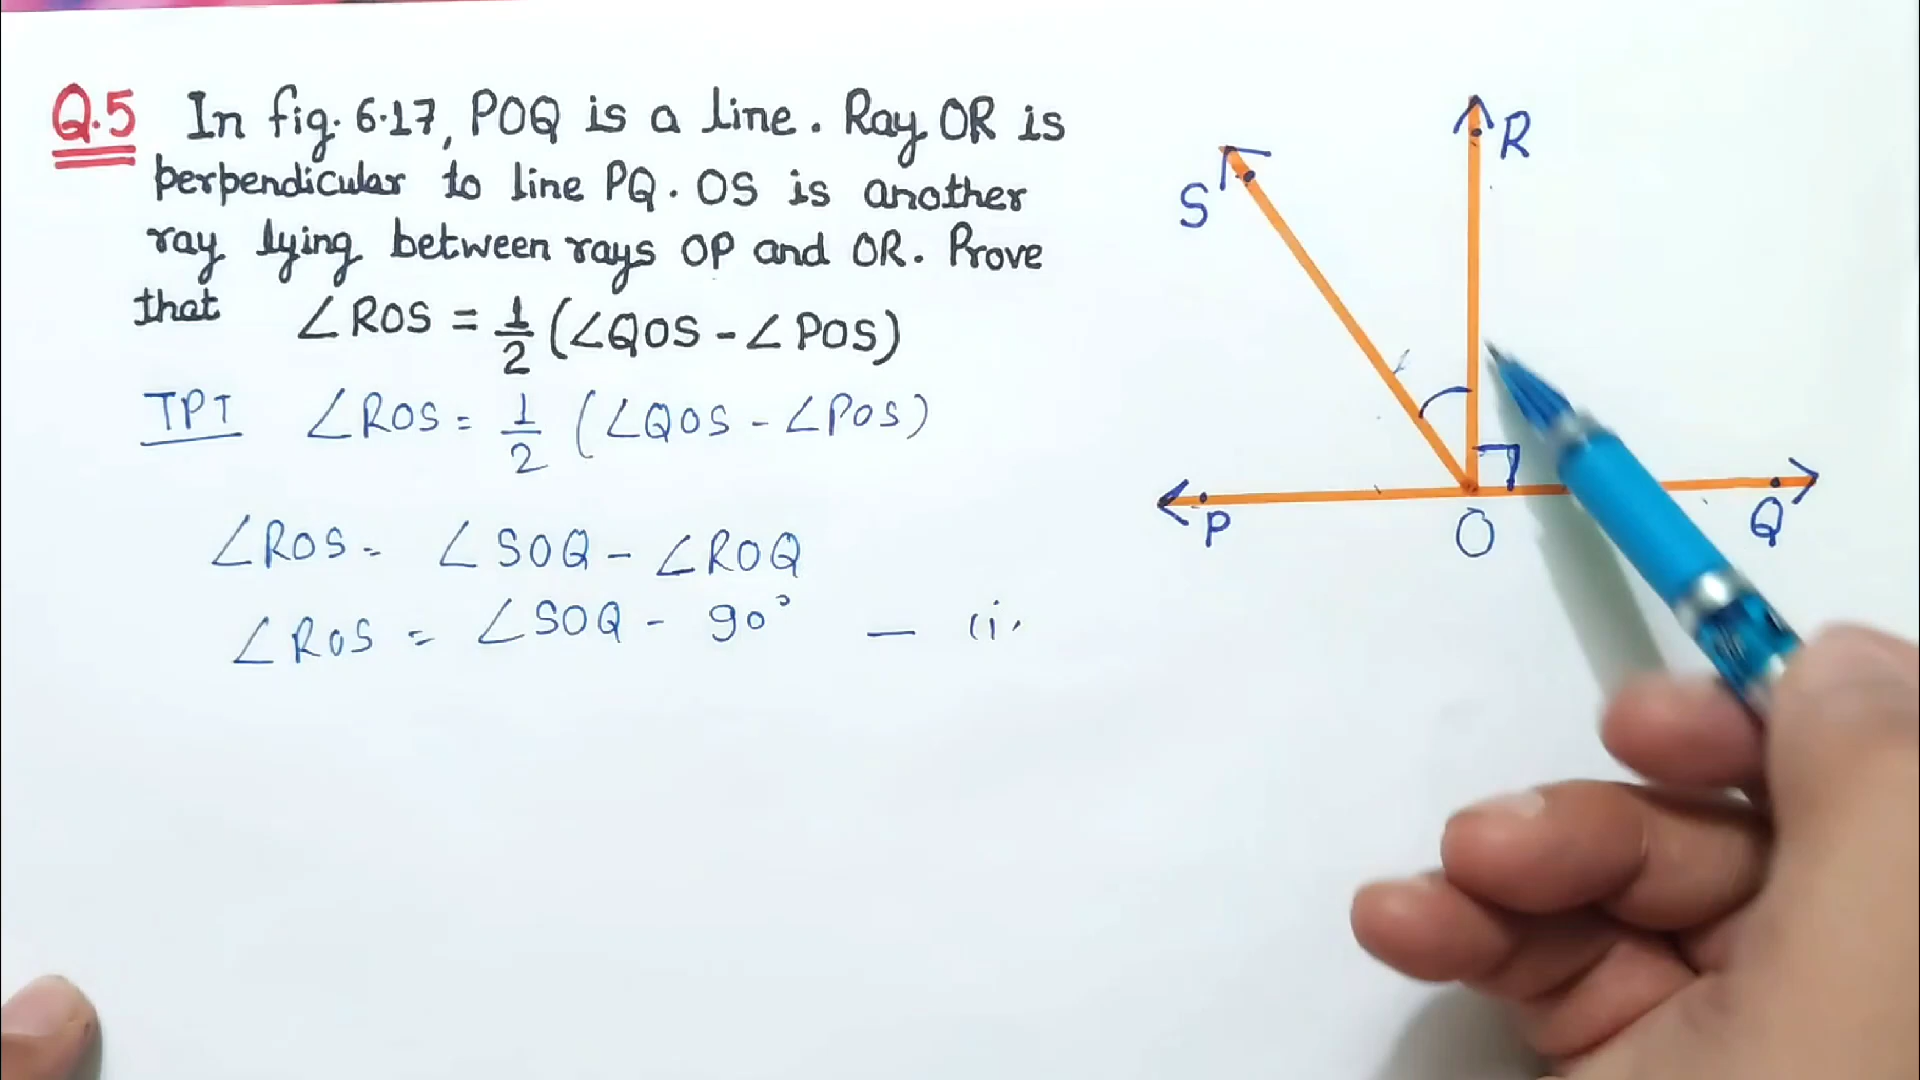 Q.5 In fig. 6.17, POQ is a line. Ray OR is
perpendicular to line PQ. OS is another
ray lying between rays OP and OR. Prove
that ∠ROS = 1/2 (∠QOS - ∠POS)
TPT ∠ROS = 1/2 (∠QOS - ∠POS)
∠ROS = ∠SOQ - ∠ROQ
∠ROS = ∠SOQ - 90° — (i)
R
S
P
O
Q